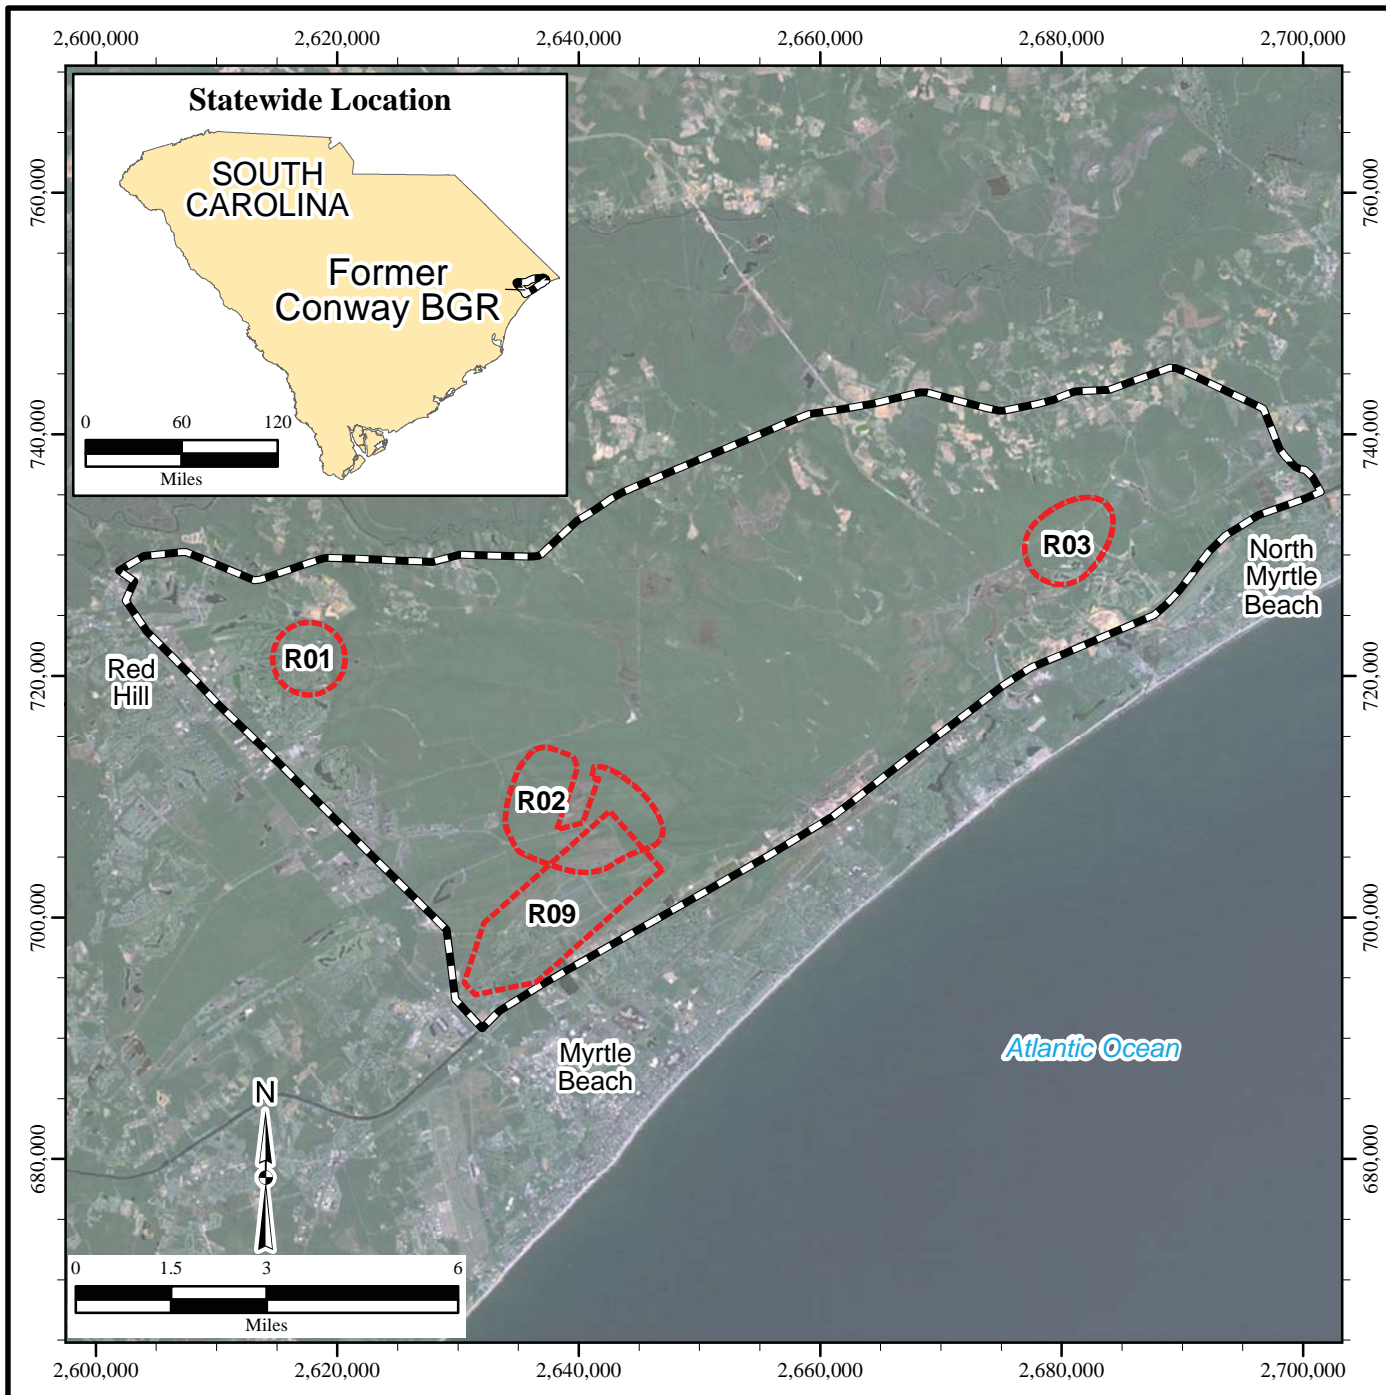 2,600,000 2,620,000 2,640,000 2,660,000 2,680,000 2,700,000
Statewide Location
SOUTH
CAROLINA
Former
Conway BGR
0 60 120
Miles
760,000
740,000
720,000
700,000
680,000
760,000
740,000
720,000
700,000
680,000
R03
North
Myrtle
Beach
R01
Red
Hill
R02
R09
Myrtle
Beach
Atlantic Ocean
N
0 1.5 3 6
Miles
2,600,000 2,620,000 2,640,000 2,660,000 2,680,000 2,700,000